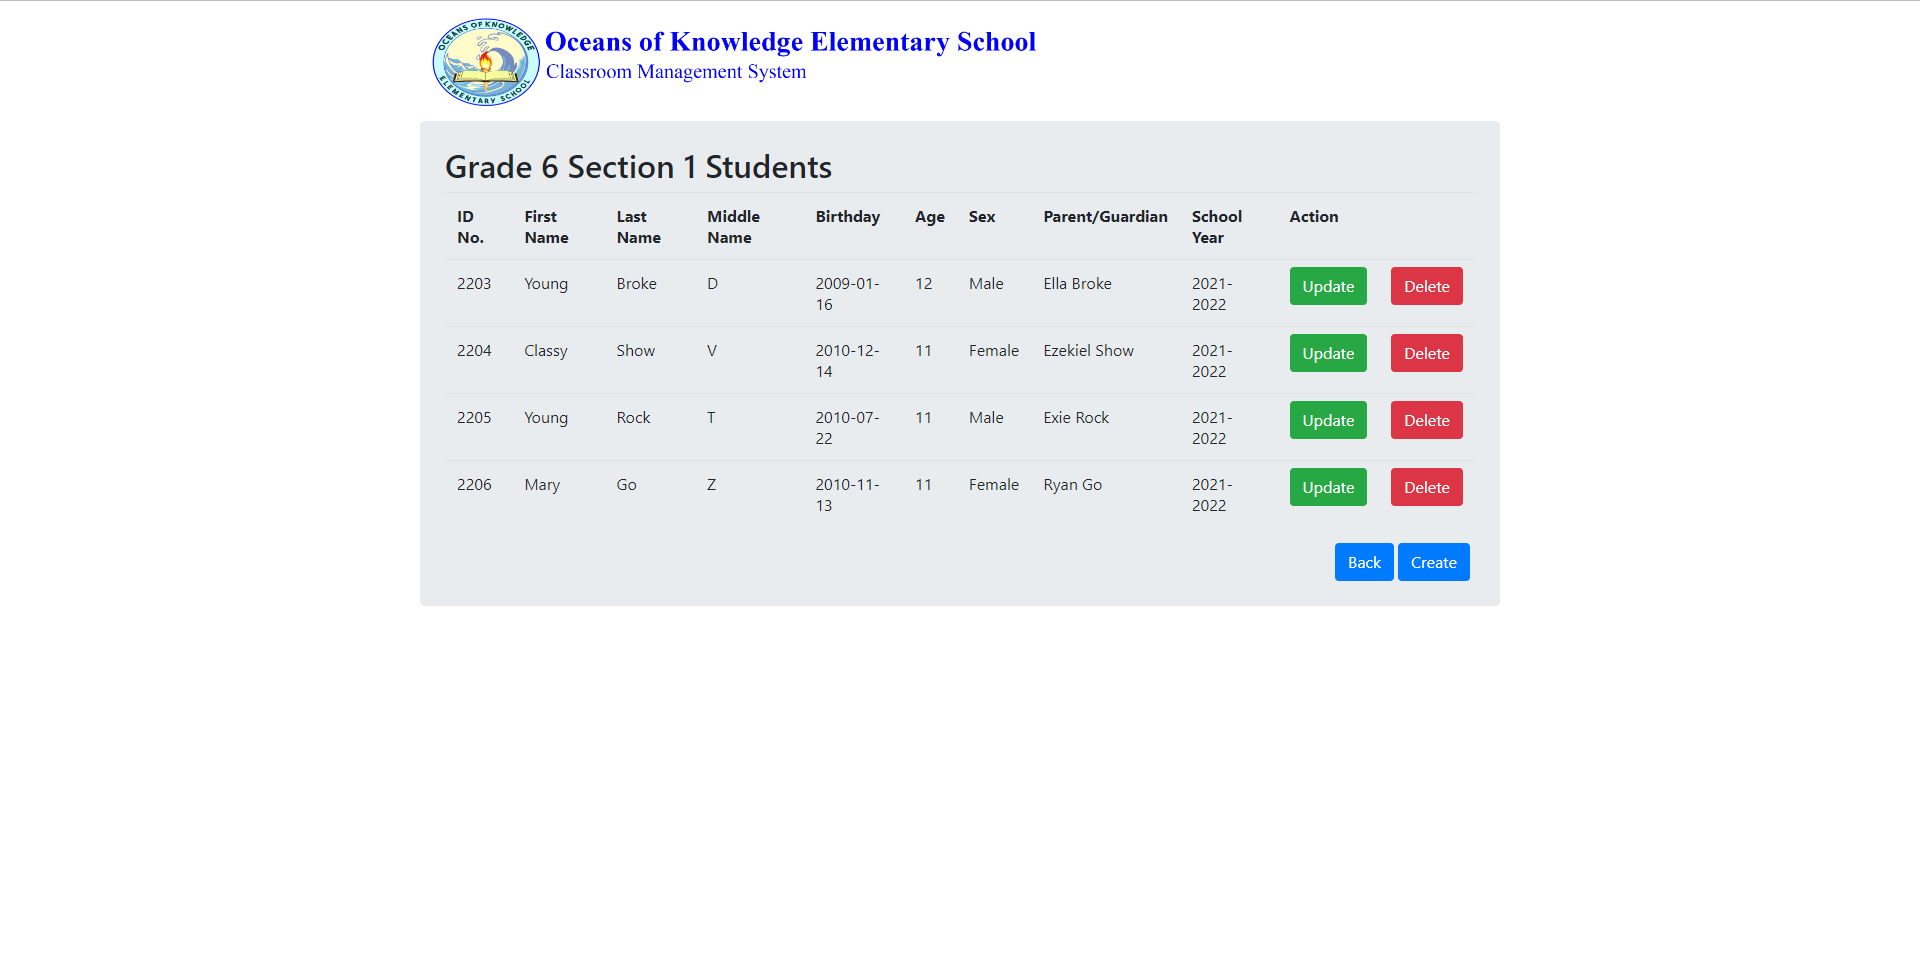 OCEANS OF KNOWLEDGE
ELEMENTARY SCHOOL
Oceans of Knowledge Elementary School
Classroom Management System
Grade 6 Section 1 Students
ID No. First Name Last Name Middle Name Birthday Age Sex Parent/Guardian School Year Action
2203 Young Broke D 2009-01-16 12 Male Ella Broke 2021-2022 Update Delete
2204 Classy Show V 2010-12-14 11 Female Ezekiel Show 2021-2022 Update Delete
2205 Young Rock T 2010-07-22 11 Male Exie Rock 2021-2022 Update Delete
2206 Mary Go Z 2010-11-13 11 Female Ryan Go 2021-2022 Update Delete
Back Create